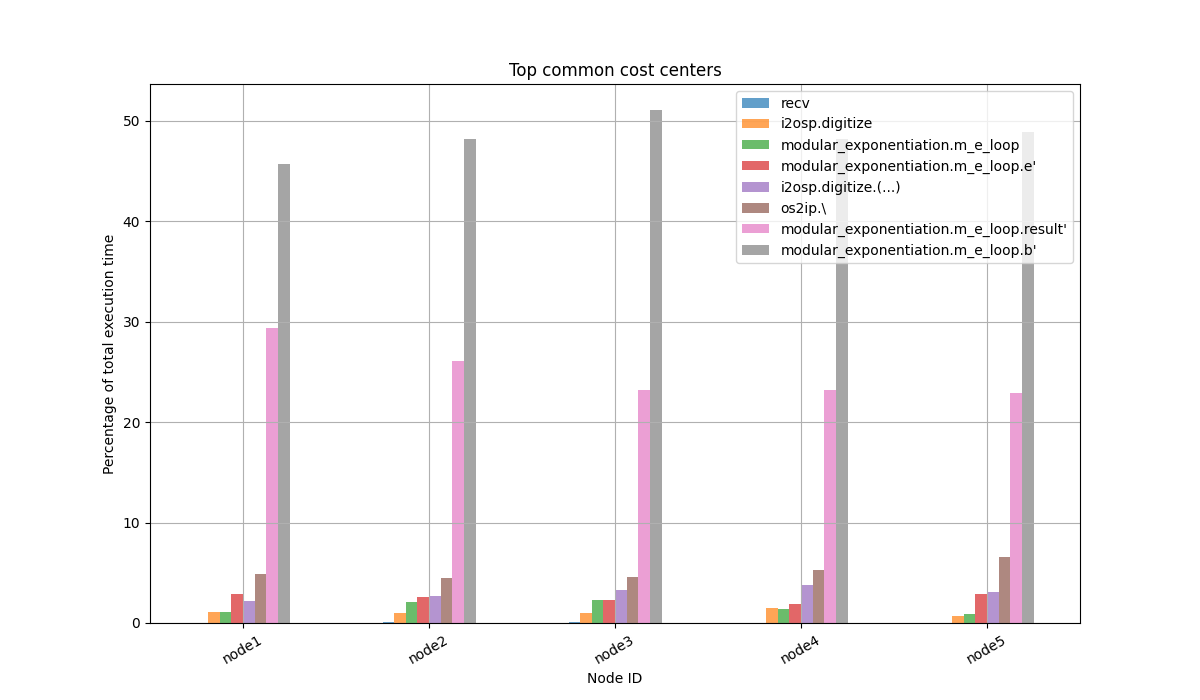 Top common cost centers
recv
i2osp.digitize
modular_exponentiation.m_e_loop
modular_exponentiation.m_e_loop.e'
i2osp.digitize.(...)
os2ip.\
modular_exponentiation.m_e_loop.result'
modular_exponentiation.m_e_loop.b'
Percentage of total execution time
50
40
30
20
10
0
node1
node2
node3
node4
node5
Node ID